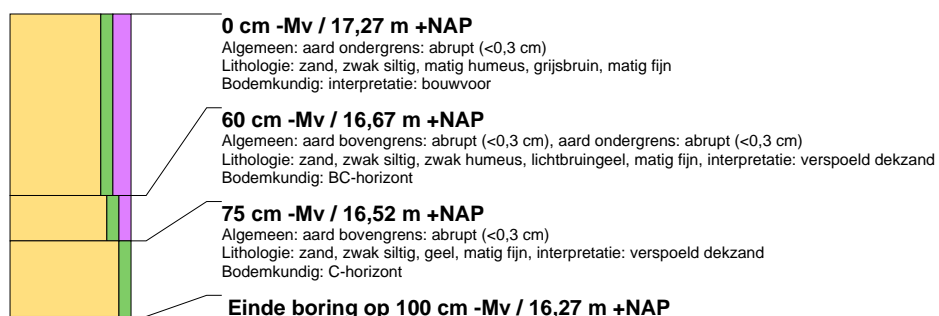 0 cm -Mv / 17,27 m +NAP
Algemeen: aard ondergrens: abrupt (<0,3 cm)
Lithologie: zand, zwak siltig, matig humeus, grijsbruin, matig fijn
Bodemkundig: interpretatie: bouwvoor
60 cm -Mv / 16,67 m +NAP
Algemeen: aard bovengrens: abrupt (<0,3 cm), aard ondergrens: abrupt (<0,3 cm)
Lithologie: zand, zwak siltig, zwak humeus, lichtbruingeel, matig fijn, interpretatie: verspoeld dekzand
Bodemkundig: BC-horizont
75 cm -Mv / 16,52 m +NAP
Algemeen: aard bovengrens: abrupt (<0,3 cm)
Lithologie: zand, zwak siltig, geel, matig fijn, interpretatie: verspoeld dekzand
Bodemkundig: C-horizont
Einde boring op 100 cm -Mv / 16,27 m +NAP